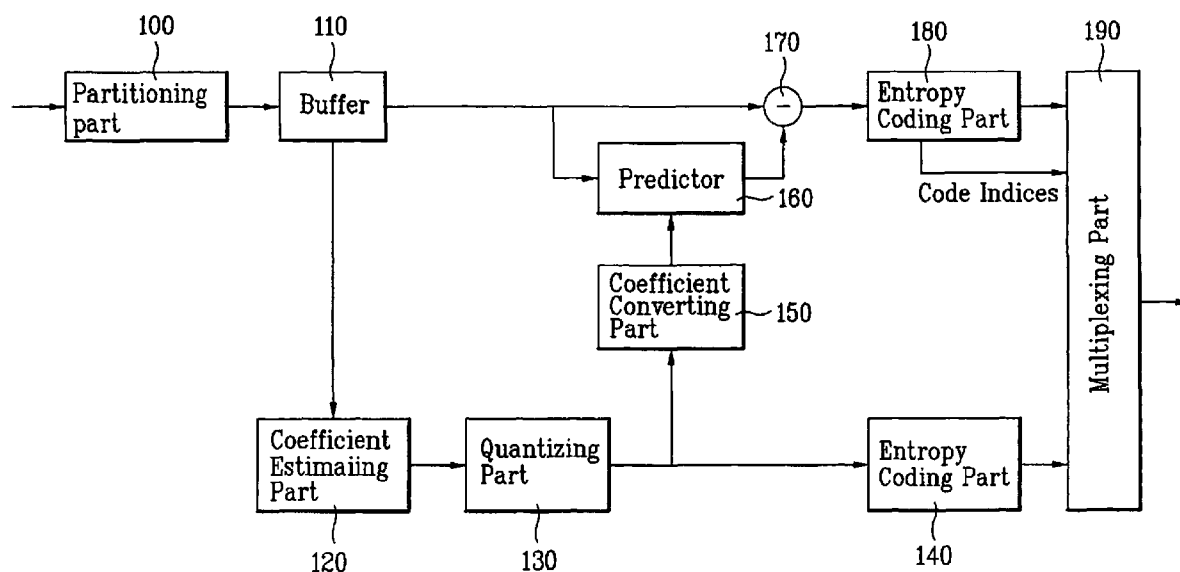 100
110
170
180
190
Partitioning
part
Buffer
−
Entropy
Coding Part
Predictor
160
Code Indices
Coefficient
Converting
Part
150
Multiplexing Part
Coefficient
Estimaiing
Part
Quantizing
Part
Entropy
Coding Part
120
130
140